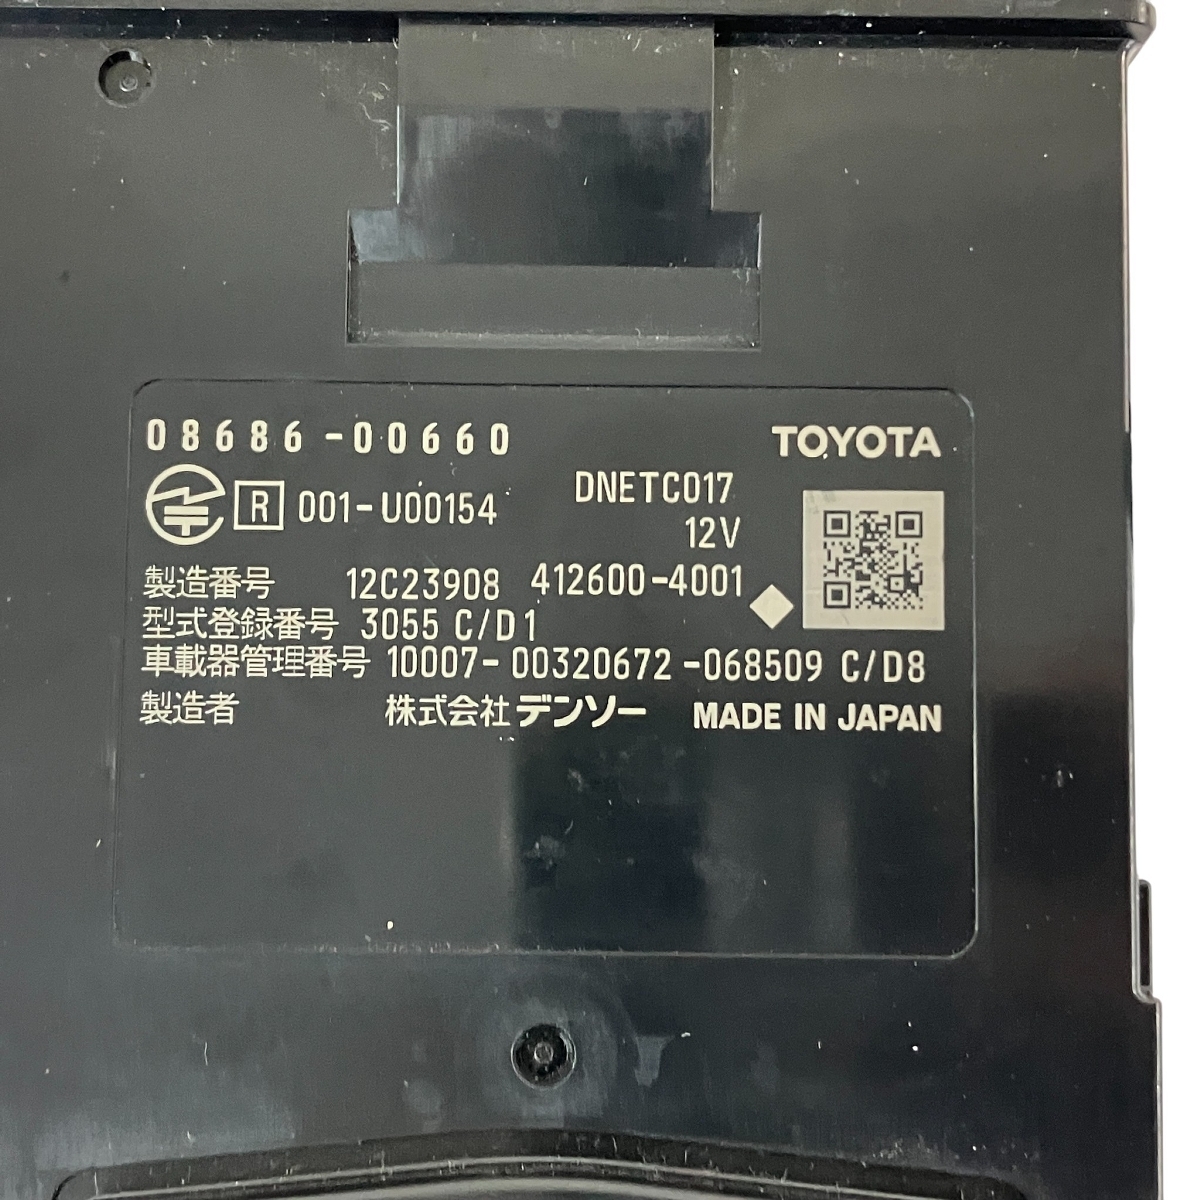 08686-00660 TOYOTA
R 001-U00154 DNETC017
12V
製造番号 12C23908 412600-4001
型式登録番号 3055 C/D1
車載器管理番号 10007-00320672-068509 C/D8
製造者 株式会社デンソー MADE IN JAPAN